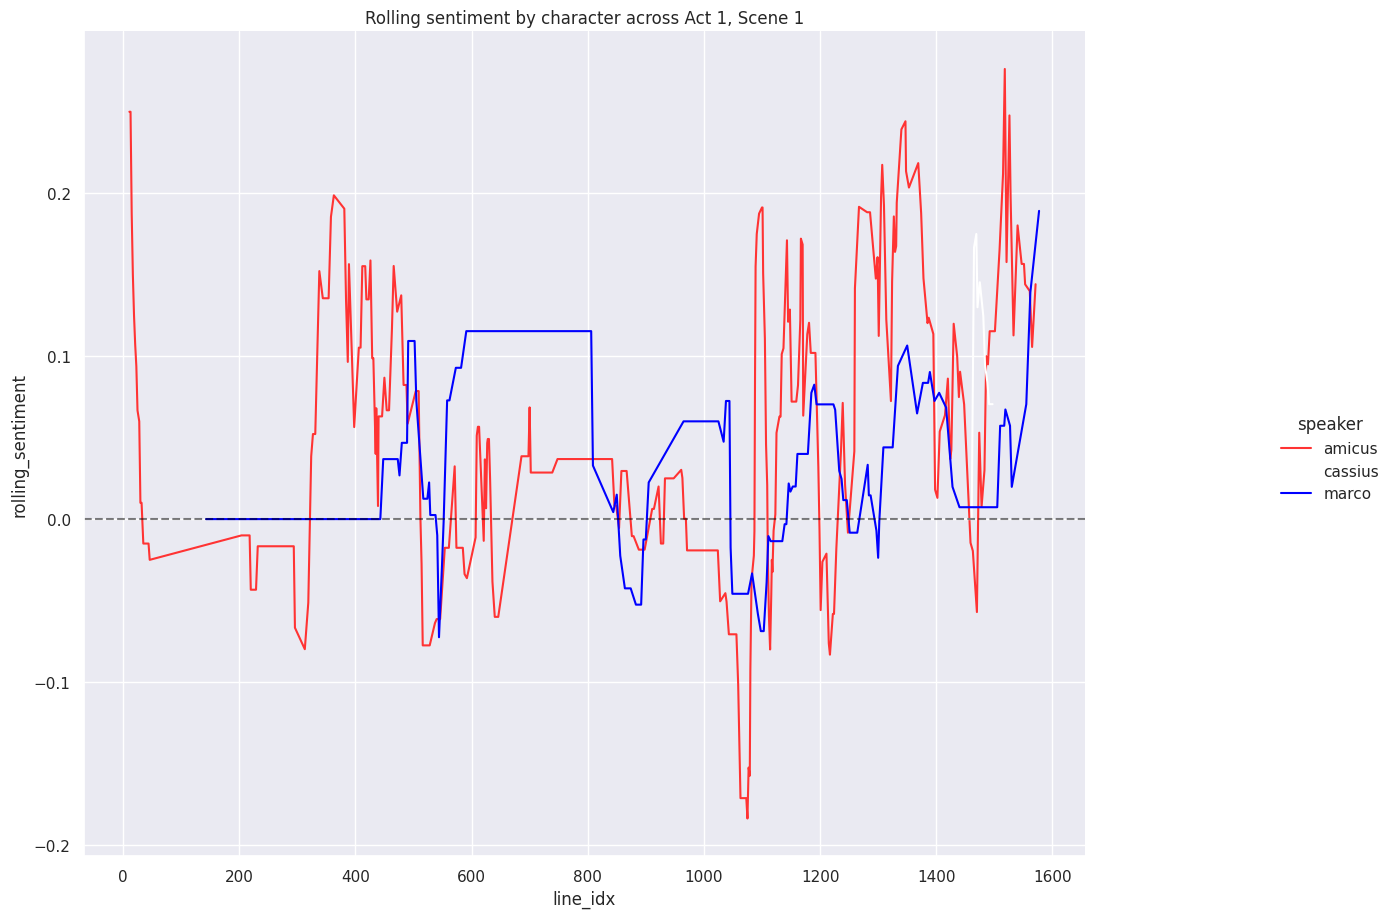 Rolling sentiment by character across Act 1, Scene 1
rolling_sentiment
0.2
0.1
0.0
−0.1
−0.2
0
200
400
600
800
1000
1200
1400
1600
line_idx
speaker
amicus
cassius
marco